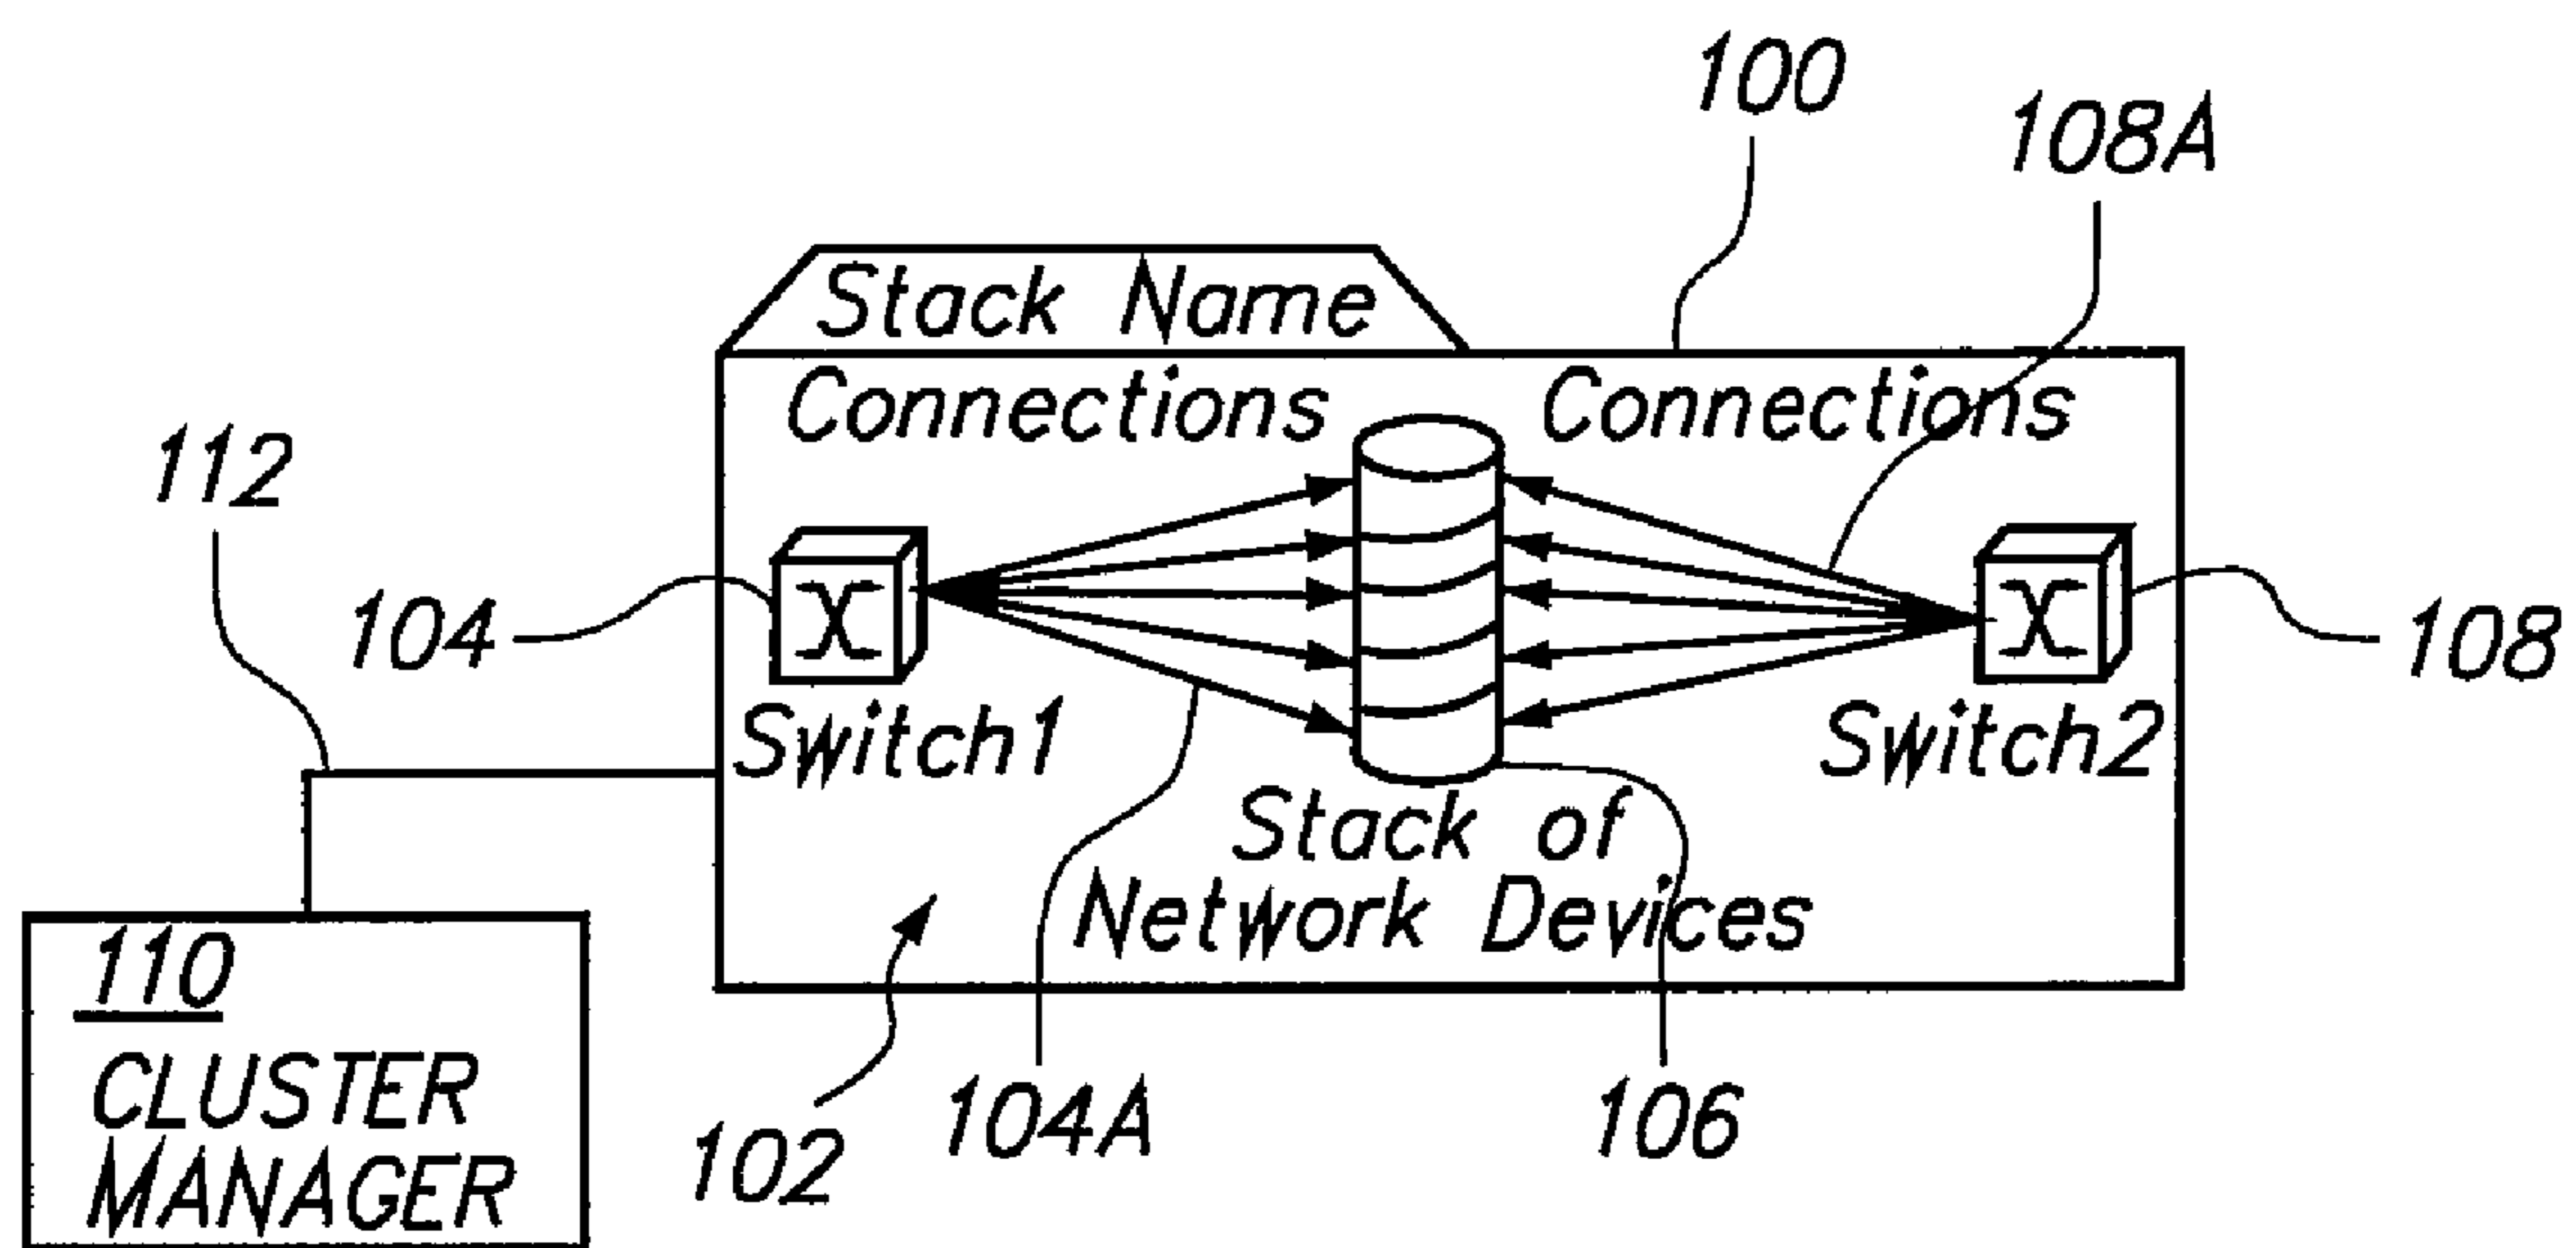 100
108A
Stack Name
Connections
Connections
112
104
Switch1
108
Switch2
Stack of
Network Devices
110
CLUSTER
MANAGER
102
104A
106